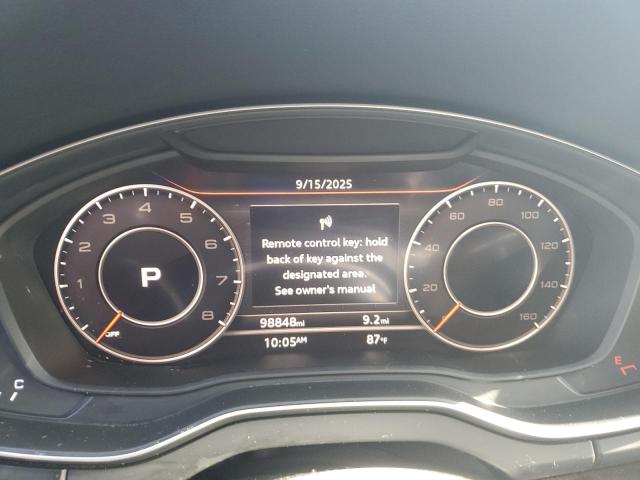 9/15/2025
Remote control key: hold
back of key against the
designated area.
See owner's manual
1 2 3 4 5 6 7 8
P
OFF
20 40 60 80 100 120 140 160
98848mi 9.2mi
10:05AM 87°F
C
E